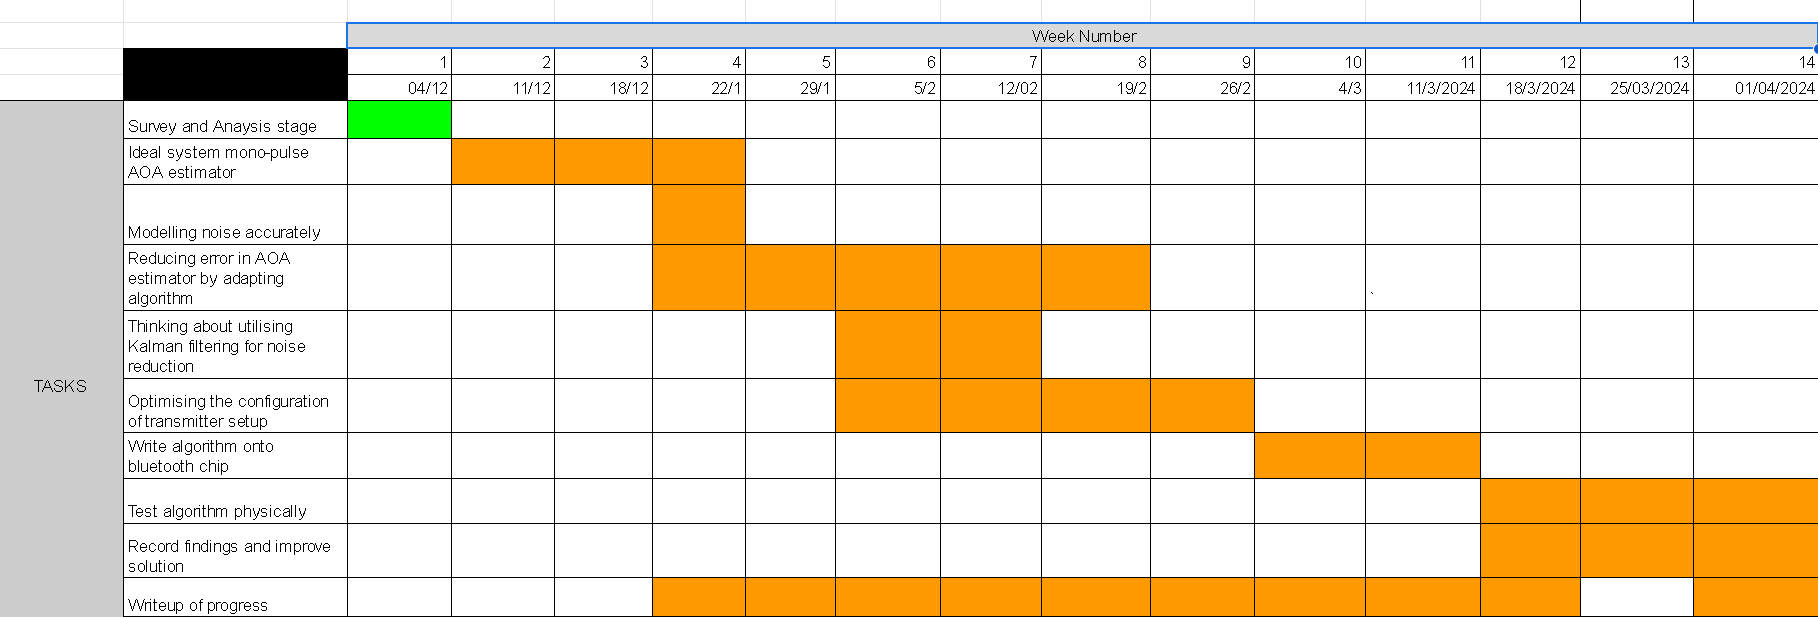 Week Number
1 2 3 4 5 6 7 8 9 10 11 12 13 14
04/12 11/12 18/12 22/1 29/1 5/2 12/02 19/2 26/2 4/3 11/3/2024 18/3/2024 25/03/2024 01/04/2024
TASKS
Survey and Anaysis stage
Ideal system mono-pulse
AOA estimator
Modelling noise accurately
Reducing error in AOA
estimator by adapting
algorithm
`
Thinking about utilising
Kalman filtering for noise
reduction
Optimising the configuration
of transmitter setup
Write algorithm onto
bluetooth chip
Test algorithm physically
Record findings and improve
solution
Writeup of progress